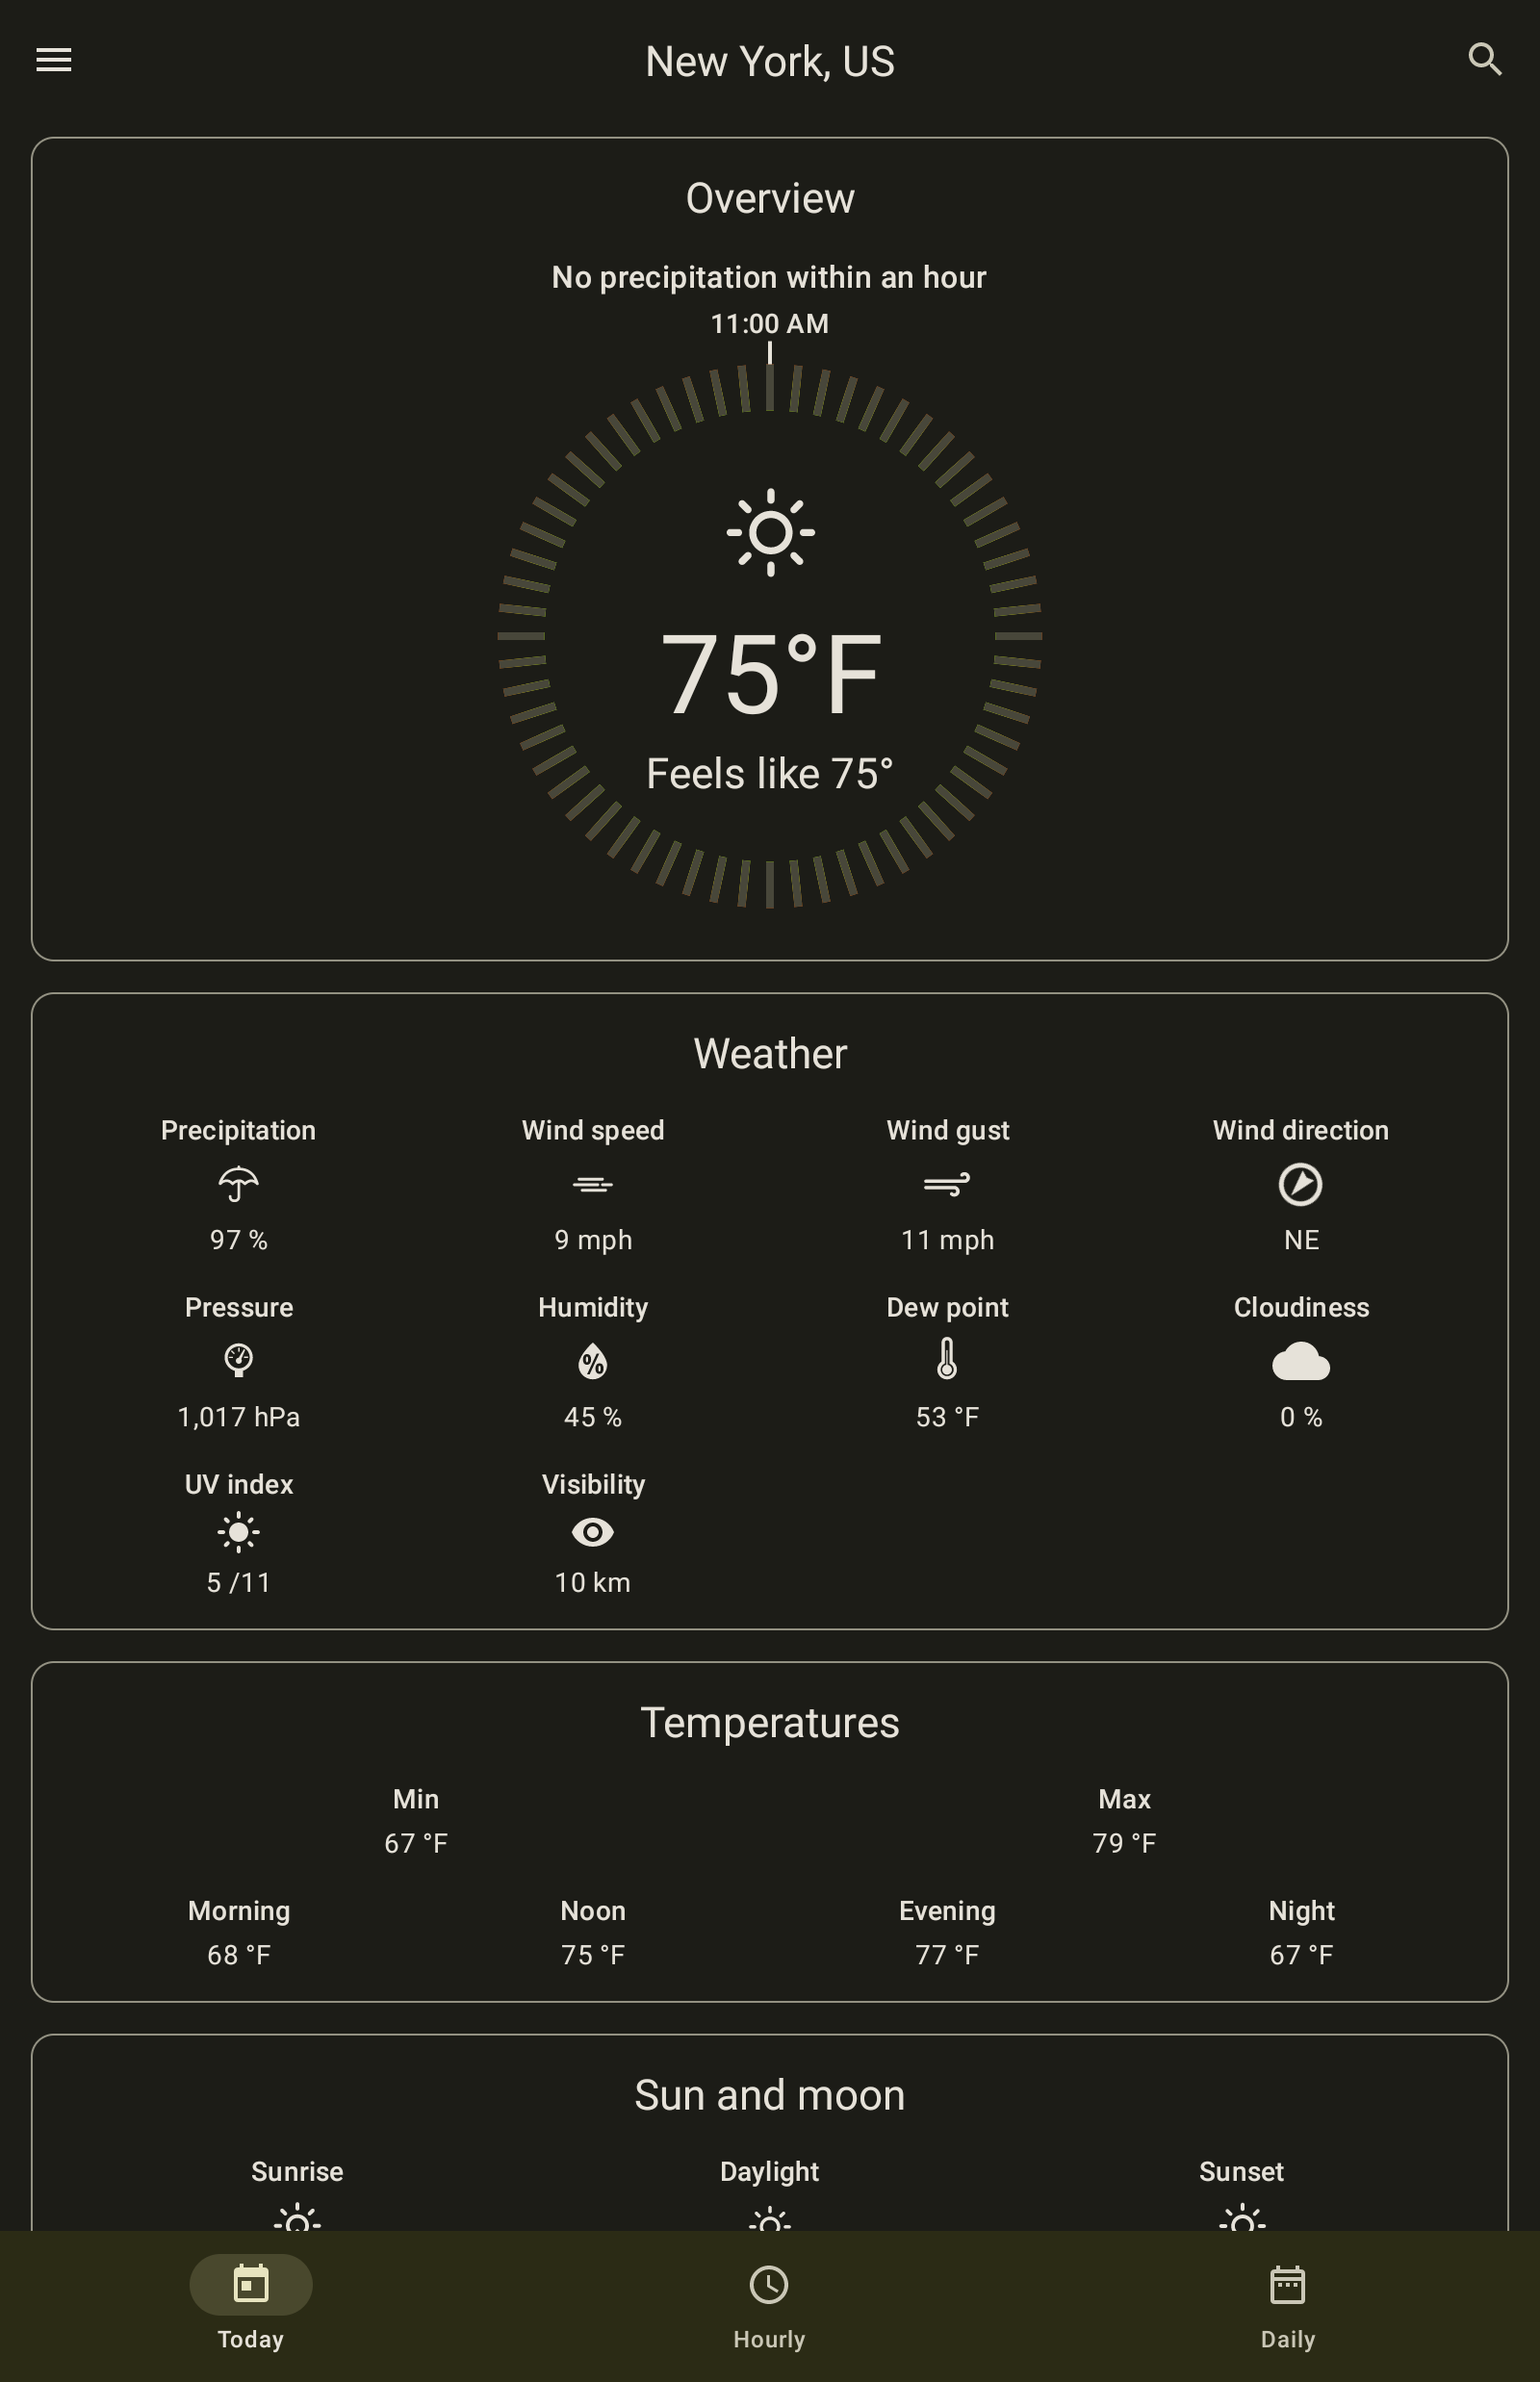 New York, US
Overview
No precipitation within an hour
11:00 AM
75°F
Feels like 75°
Weather
Precipitation Wind speed Wind gust Wind direction
97 % 9 mph 11 mph NE
Pressure Humidity Dew point Cloudiness
%
1,017 hPa 45 % 53 °F 0 %
UV index Visibility
5 /11 10 km
Temperatures
Min Max
67 °F 79 °F
Morning Noon Evening Night
68 °F 75 °F 77 °F 67 °F
Sun and moon
Sunrise Daylight Sunset
Today Hourly Daily